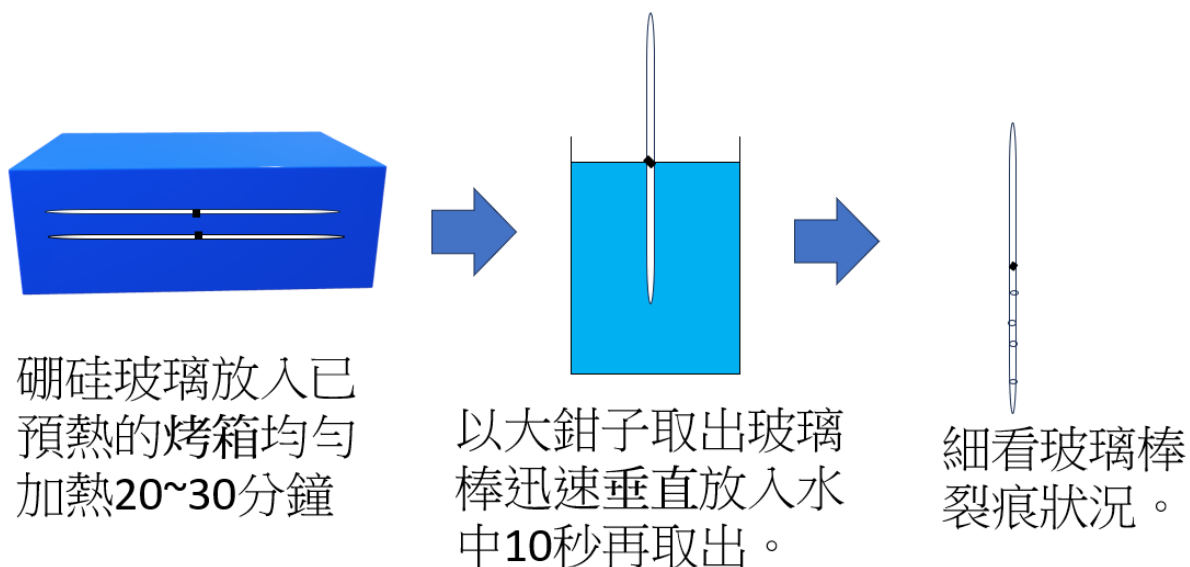 硼硅玻璃放入已
預熱的烤箱均勻
加熱20~30分鐘
以大鉗子取出玻璃
棒迅速垂直放入水
中10秒再取出。
細看玻璃棒
裂痕狀況。